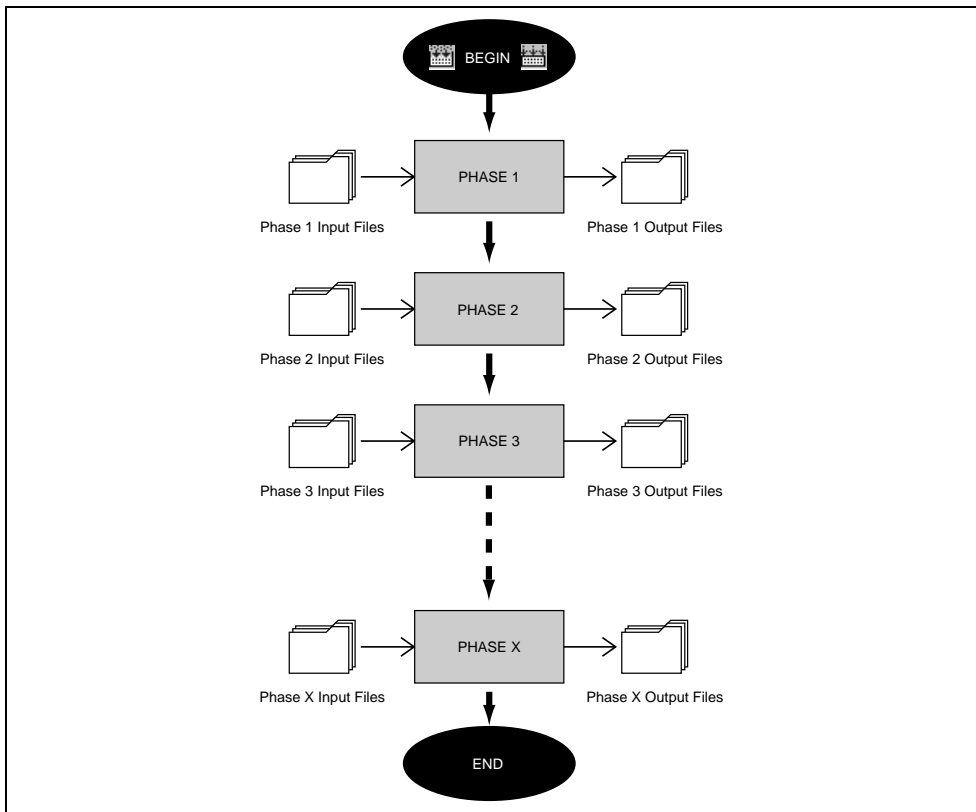 BEGIN
PHASE 1
Phase 1 Input Files
Phase 1 Output Files
PHASE 2
Phase 2 Input Files
Phase 2 Output Files
PHASE 3
Phase 3 Input Files
Phase 3 Output Files
PHASE X
Phase X Input Files
Phase X Output Files
END